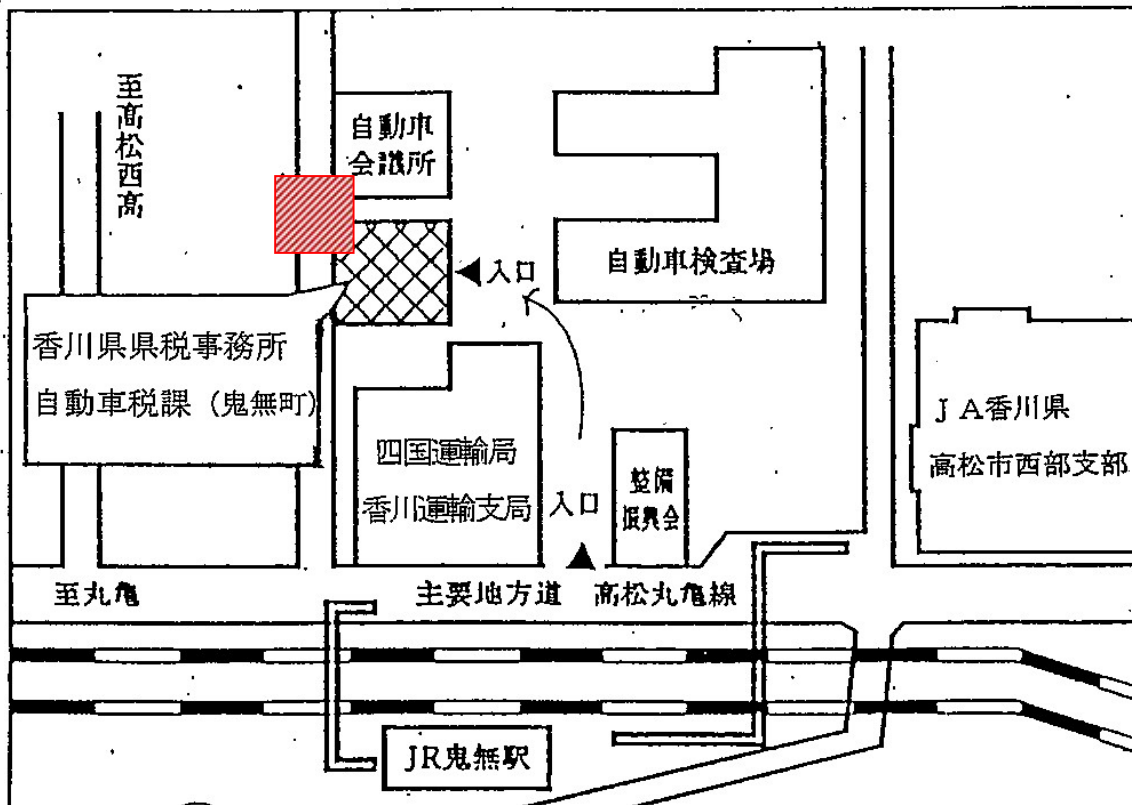 至高松西高
自動車
会議所
入口
自動車検査場
香川県県税事務所
自動車税課（鬼無町）
四国運輸局
香川運輸支局
入口
整備
振興会
ＪＡ香川県
高松市西部支部
至丸亀
主要地方道　高松丸亀線
JR鬼無駅